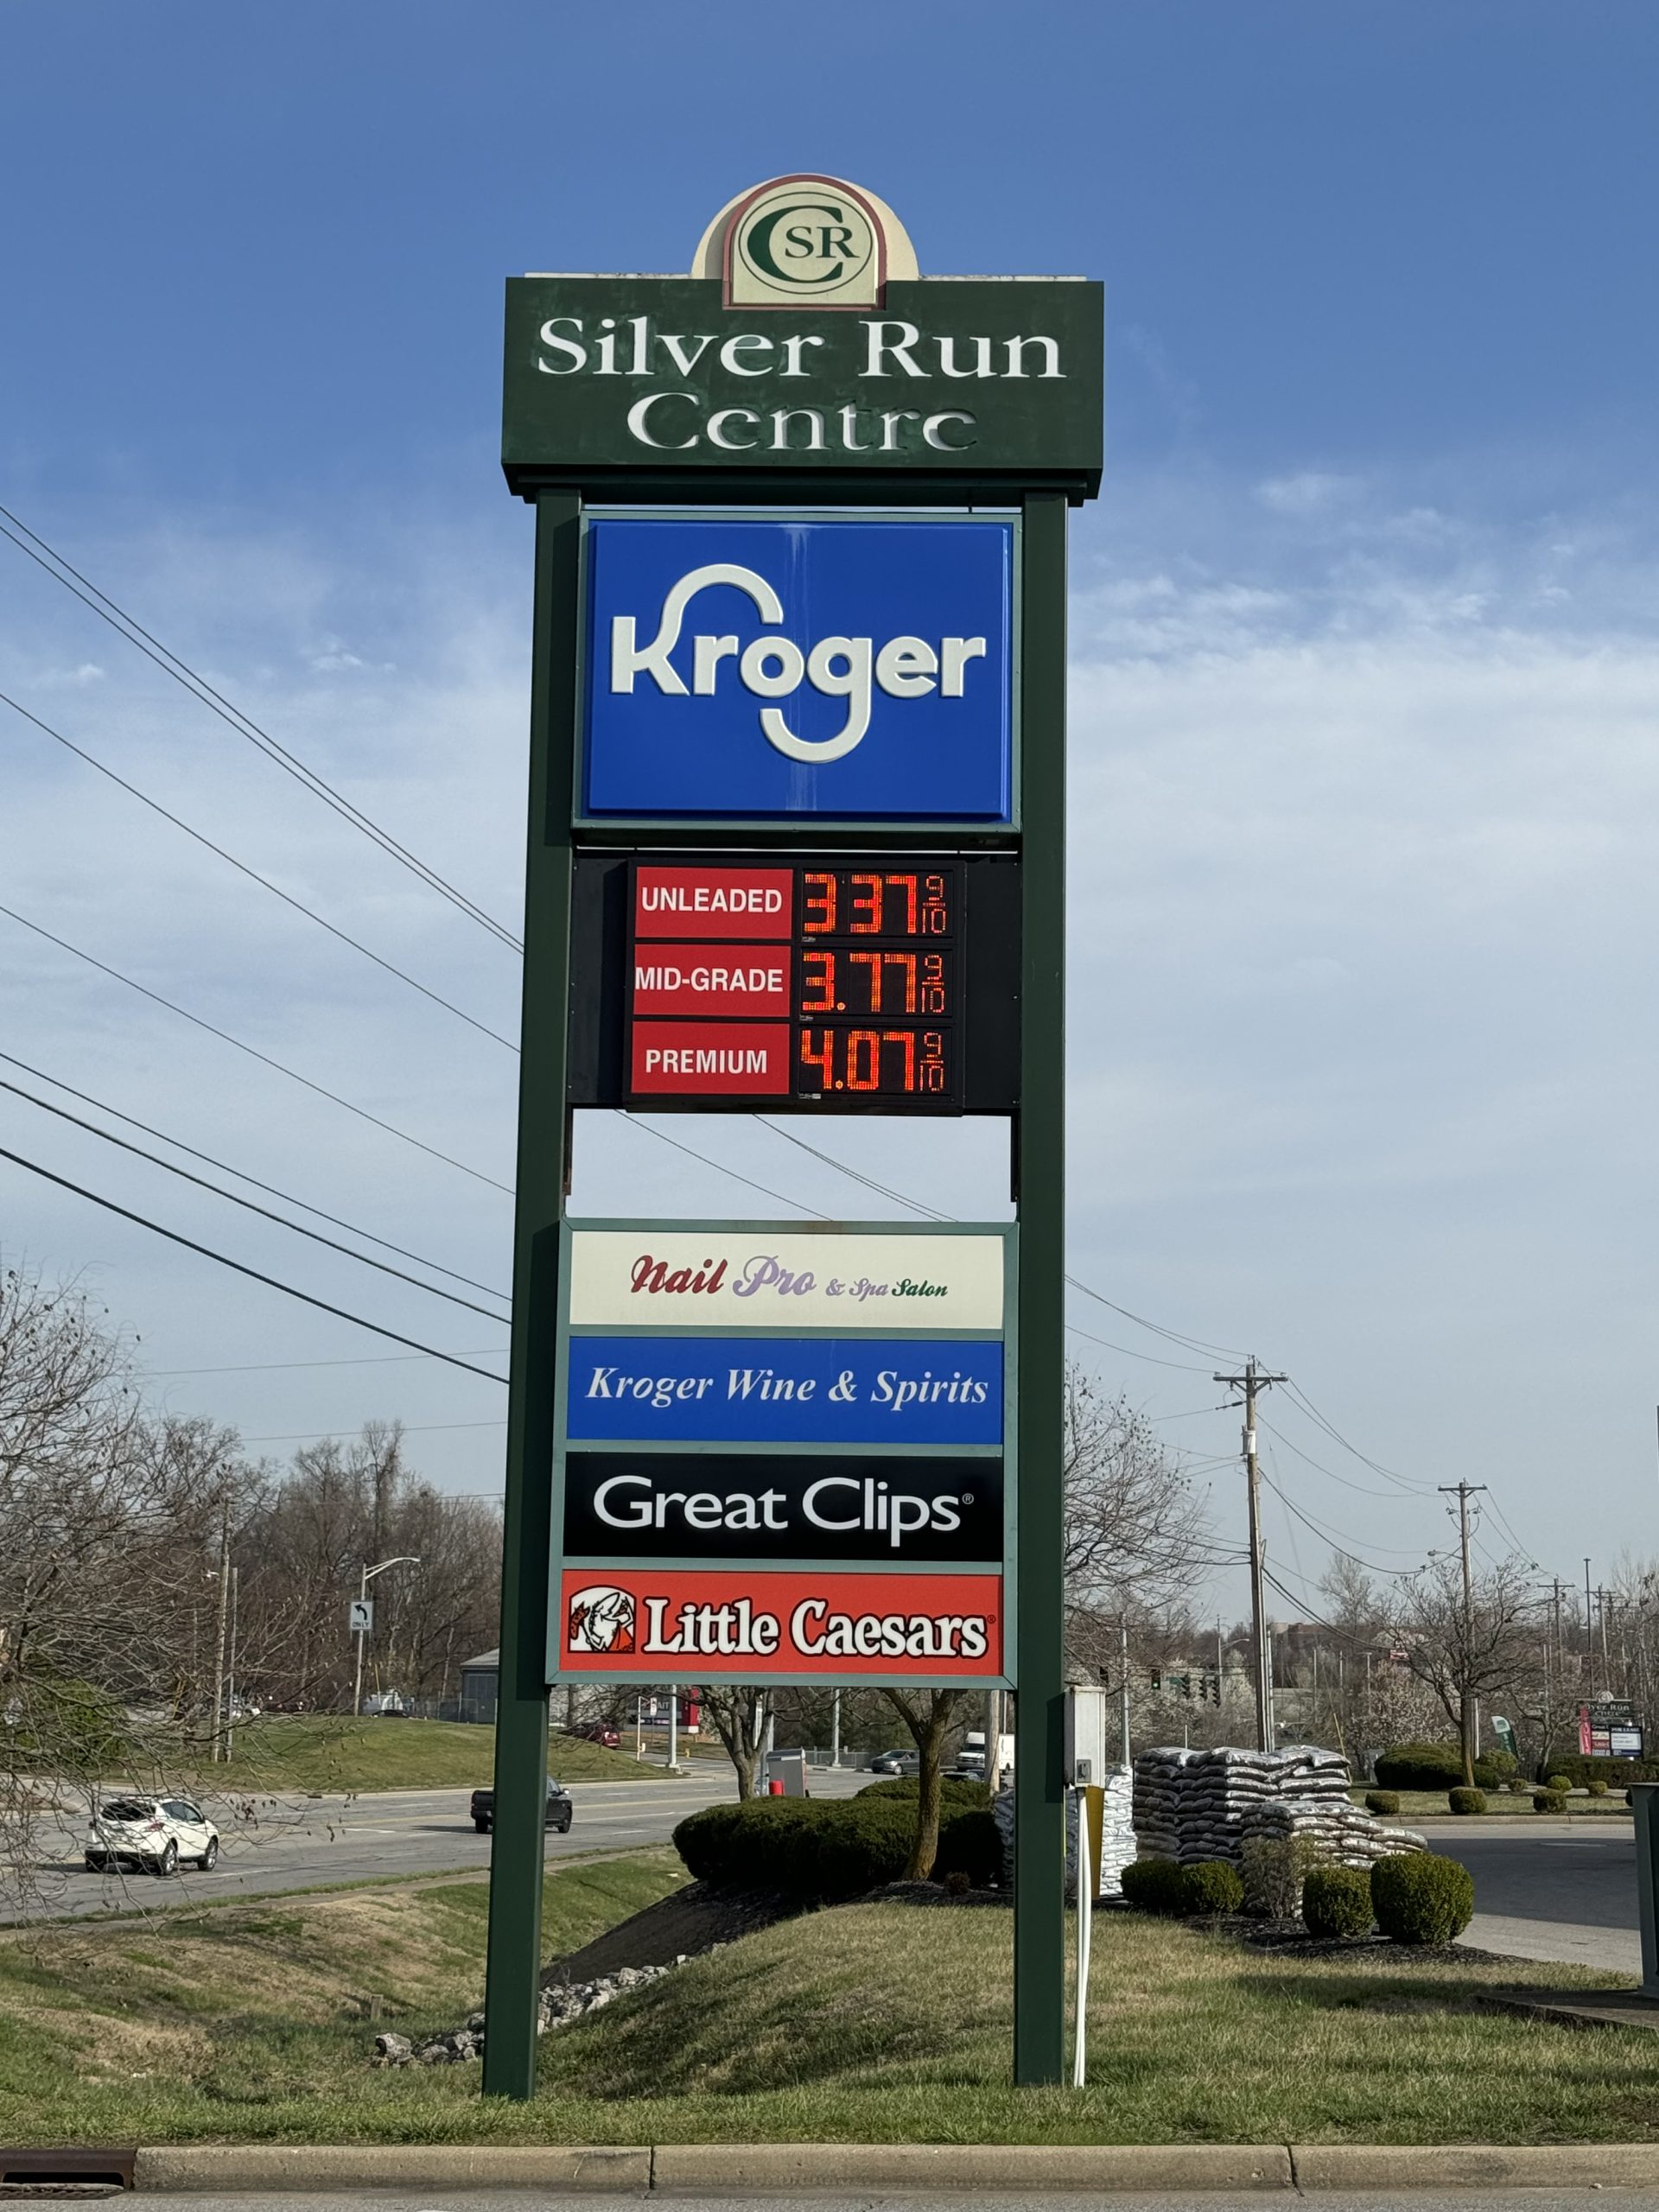 CSR
Silver Run
Centre
Kroger
UNLEADED 3.37 9/10
MID-GRADE 3.77 9/10
PREMIUM 4.07 9/10
Nail Pro & Spa Salon
Kroger Wine & Spirits
Great Clips®
Little Caesars®
ONLY